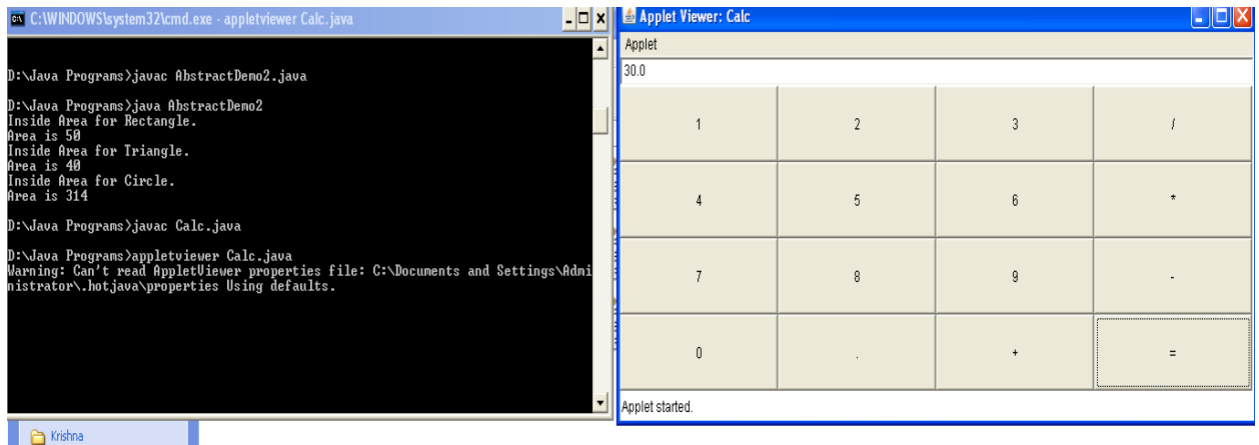 C:\WINDOWS\system32\cmd.exe - appletviewer Calc.java
D:\Java Programs>javac AbstractDemo2.java
D:\Java Programs>java AbstractDemo2
Inside Area for Rectangle.
Area is 50
Inside Area for Triangle.
Area is 40
Inside Area for Circle.
Area is 314
D:\Java Programs>javac Calc.java
D:\Java Programs>appletviewer Calc.java
Warning: Can't read AppletViewer properties file: C:\Documents and Settings\Admi
nistrator\.hotjava\properties Using defaults.
Krishna
Applet Viewer: Calc
Applet
30.0
1 2 3 /
4 5 6 *
7 8 9 -
0 . + =
Applet started.